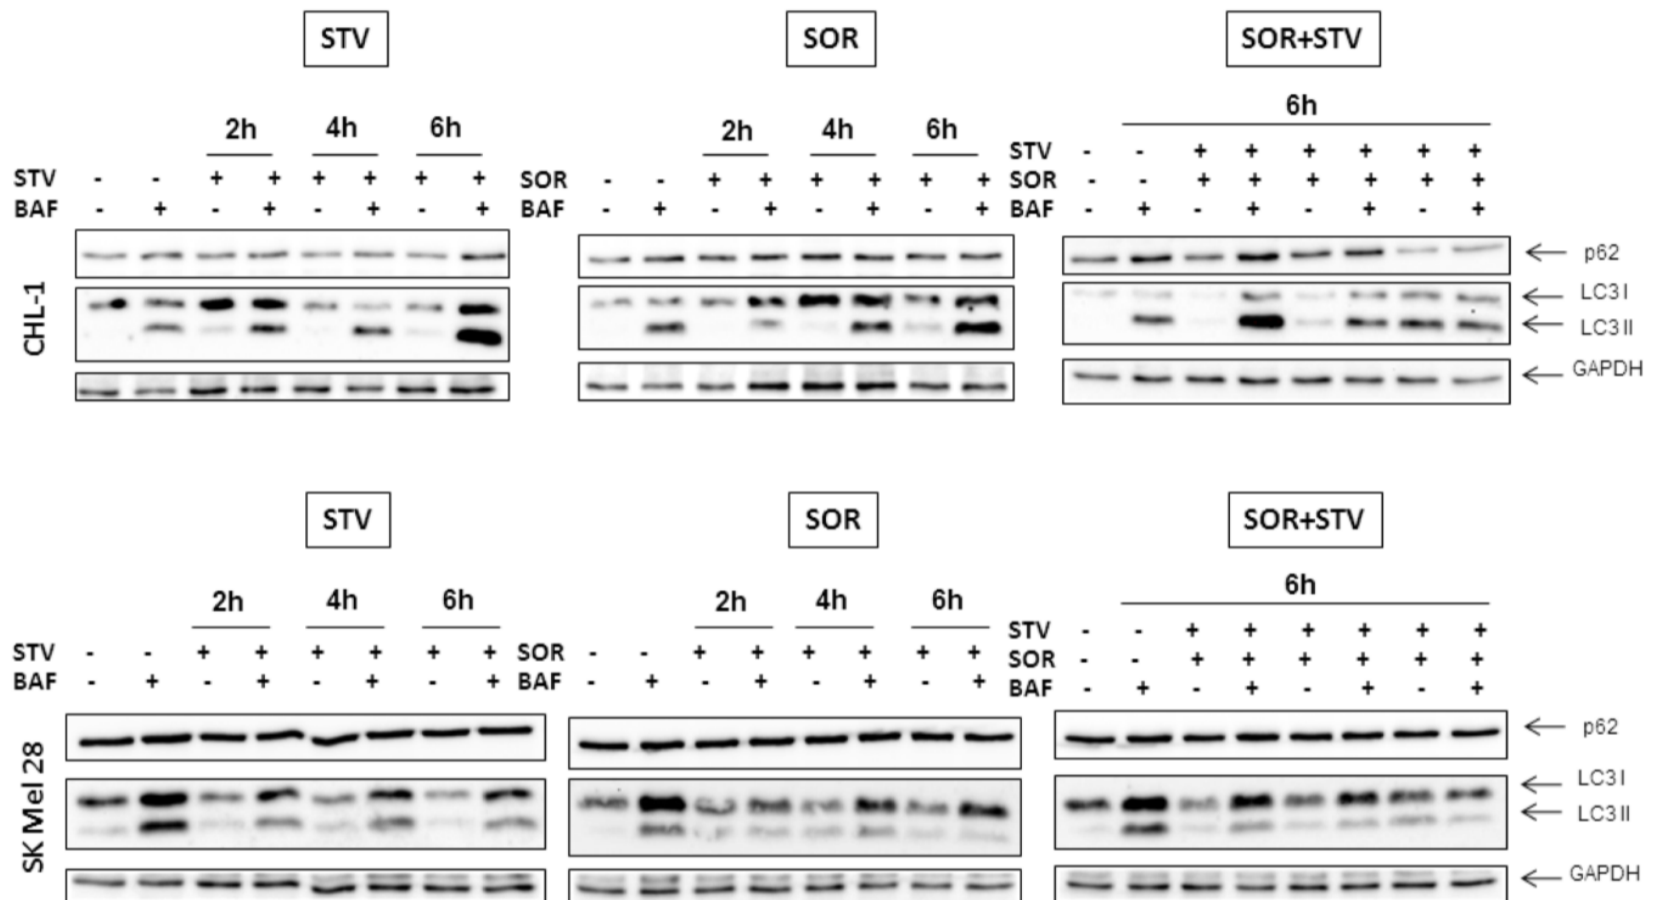 STV
SOR
SOR+STV
2h 4h 6h
2h 4h 6h
6h
STV - - + + + + + +
BAF - + - + - + - +
SOR - - + + + + + +
BAF - + - + - + - +
STV - - + + + + + +
SOR - - + + + + + +
BAF - + - + - + - +
CHL-1
p62
LC3 I
LC3 II
GAPDH
STV
SOR
SOR+STV
2h 4h 6h
2h 4h 6h
6h
STV - - + + + + + +
BAF - + - + - + - +
SOR - - + + + + + +
BAF - + - + - + - +
STV - - + + + + + +
SOR - - + + + + + +
BAF - + - + - + - +
SK Mel 28
p62
LC3 I
LC3 II
GAPDH